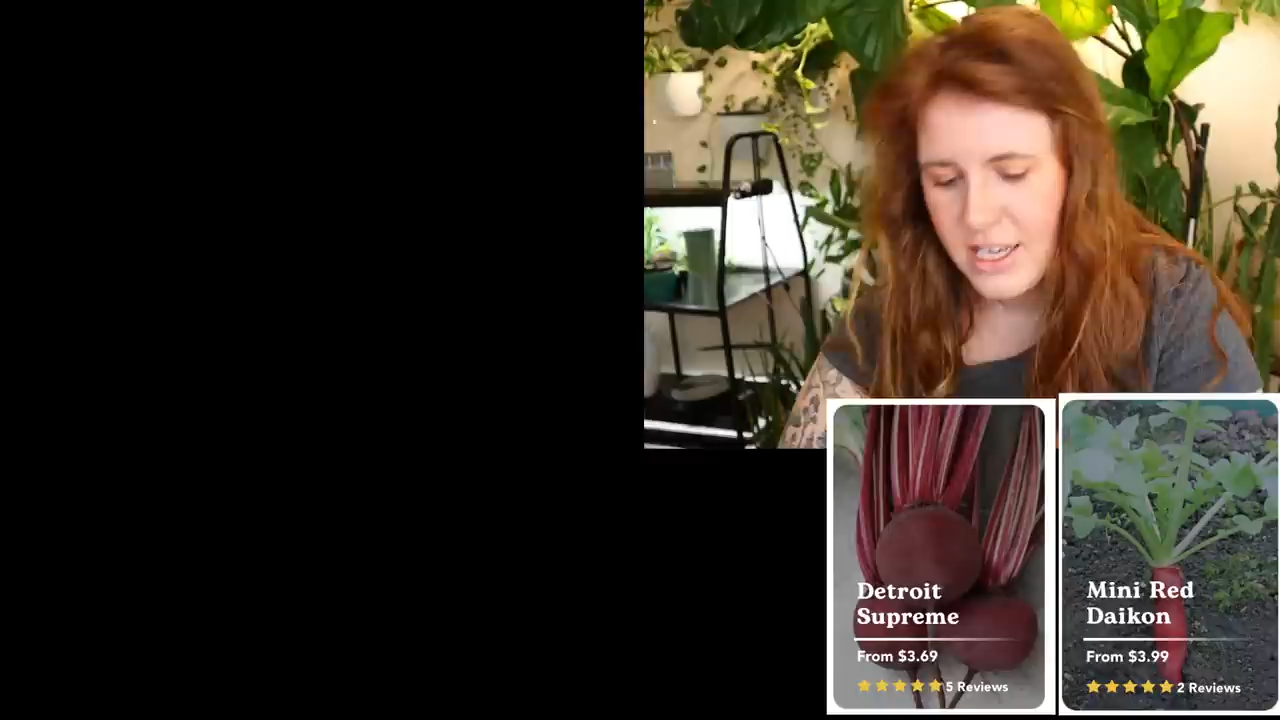 Detroit
Supreme
From $3.69
5 Reviews
Mini Red
Daikon
From $3.99
2 Reviews